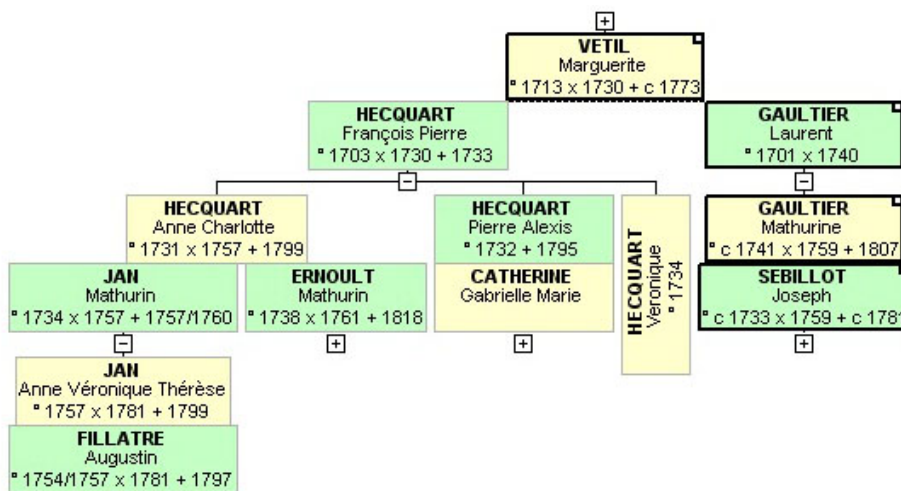 VETIL
Marguerite
° 1713 x 1730 + c 1773
HECQUART
François Pierre
° 1703 x 1730 + 1733
GAULTIER
Laurent
° 1701 x 1740
HECQUART
Anne Charlotte
° 1731 x 1757 + 1799
HECQUART
Pierre Alexis
° 1732 + 1795
HECQUART
Veronique
° 1734
GAULTIER
Mathurine
° c 1741 x 1759 + 1807
JAN
Mathurin
° 1734 x 1757 + 1757/1760
ERNOULT
Mathurin
° 1738 x 1761 + 1818
CATHERINE
Gabrielle Marie
SEBILLOT
Joseph
° c 1733 x 1759 + c 1781
JAN
Anne Véronique Thérèse
° 1757 x 1781 + 1799
FILLATRE
Augustin
° 1754/1757 x 1781 + 1797